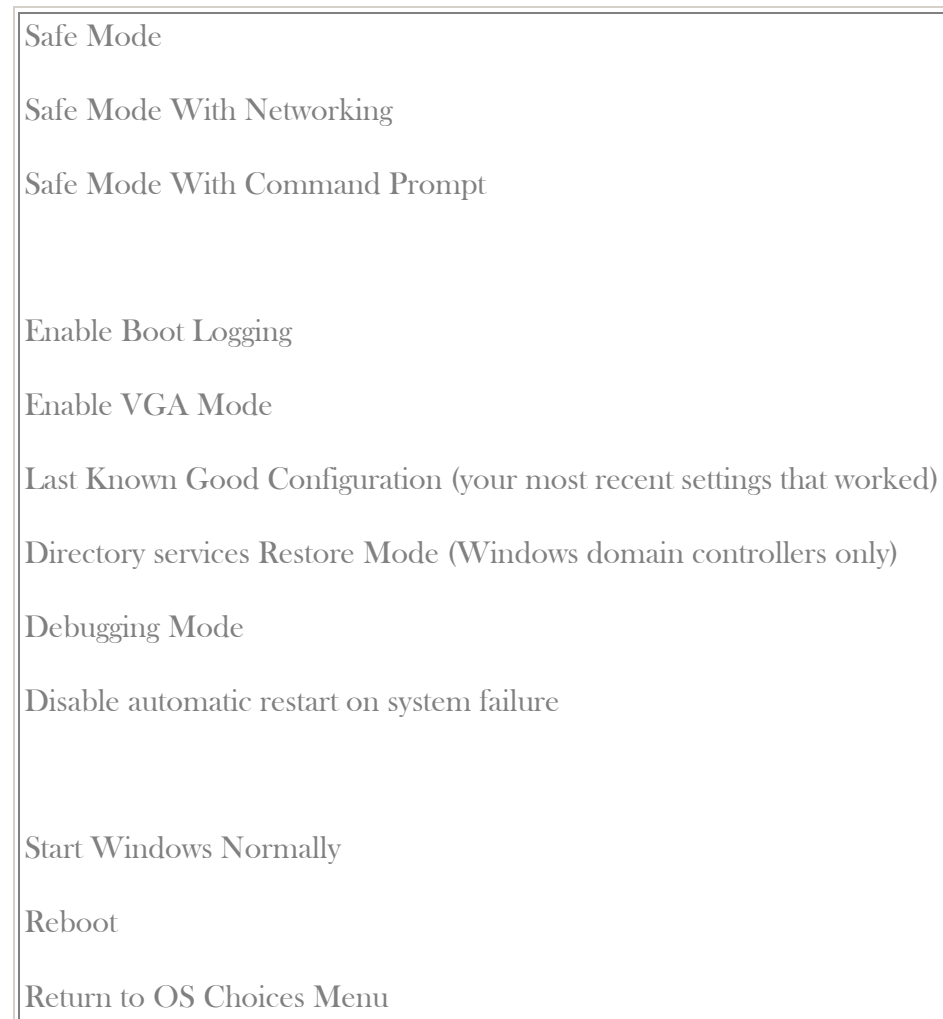 Safe Mode
Safe Mode With Networking
Safe Mode With Command Prompt
Enable Boot Logging
Enable VGA Mode
Last Known Good Configuration (your most recent settings that worked)
Directory services Restore Mode (Windows domain controllers only)
Debugging Mode
Disable automatic restart on system failure
Start Windows Normally
Reboot
Return to OS Choices Menu